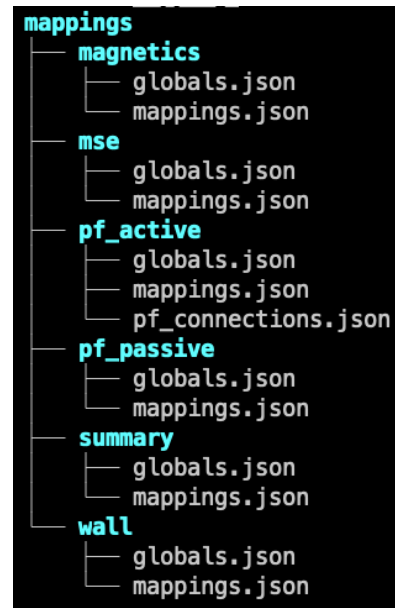 mappings
├── magnetics
│   ├── globals.json
│   └── mappings.json
├── mse
│   ├── globals.json
│   └── mappings.json
├── pf_active
│   ├── globals.json
│   ├── mappings.json
│   └── pf_connections.json
├── pf_passive
│   ├── globals.json
│   └── mappings.json
├── summary
│   ├── globals.json
│   └── mappings.json
└── wall
    ├── globals.json
    └── mappings.json